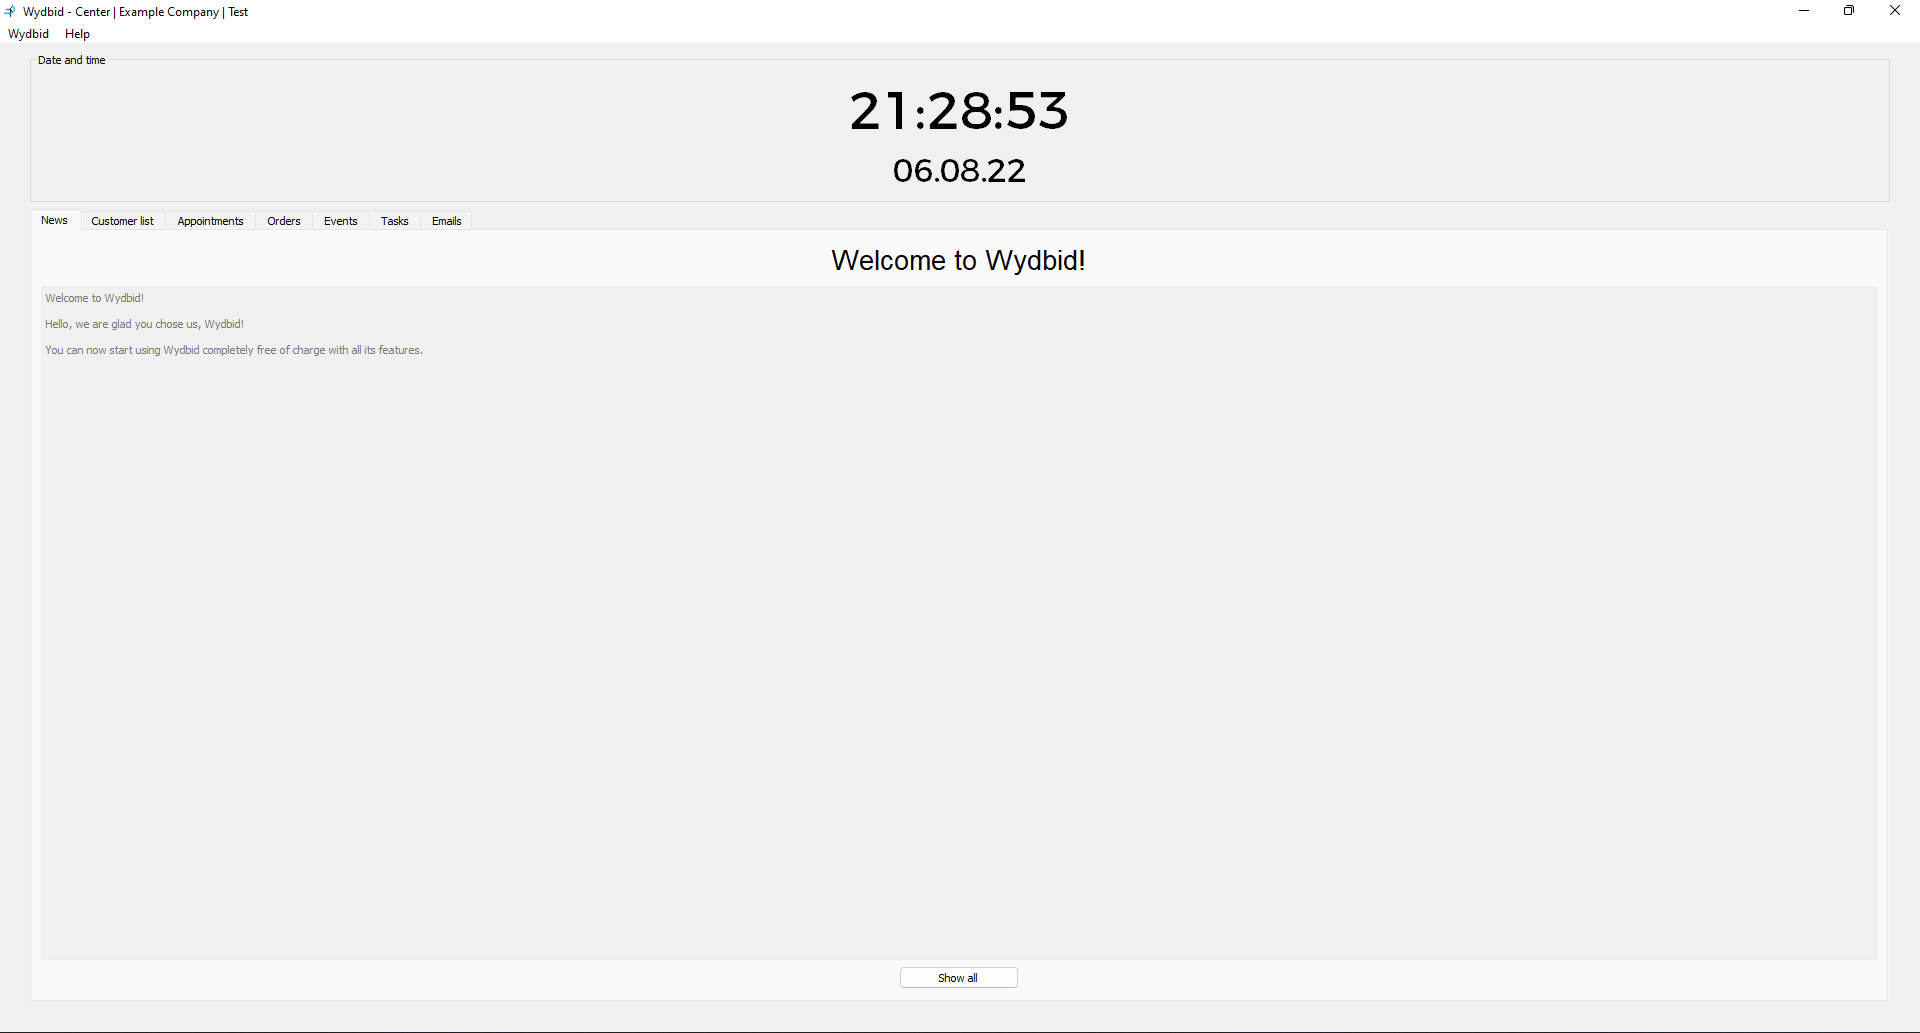 Wydbid - Center | Example Company | Test
Wydbid Help
Date and time
21:28:53
06.08.22
News Customer list Appointments Orders Events Tasks Emails
Welcome to Wydbid!
Welcome to Wydbid!
Hello, we are glad you chose us, Wydbid!
You can now start using Wydbid completely free of charge with all its features.
Show all